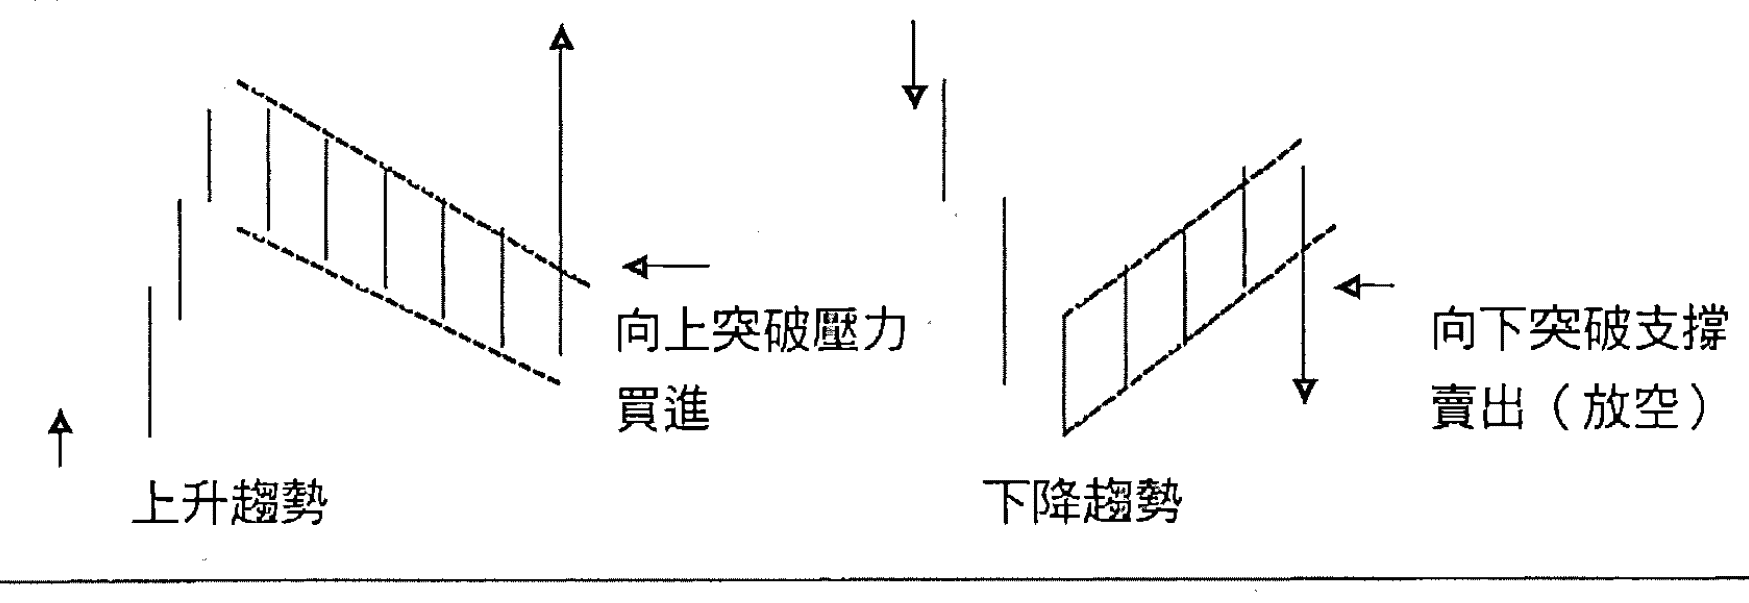 向上突破壓力
買進
上升趨勢
向下突破支撐
賣出（放空）
下降趨勢